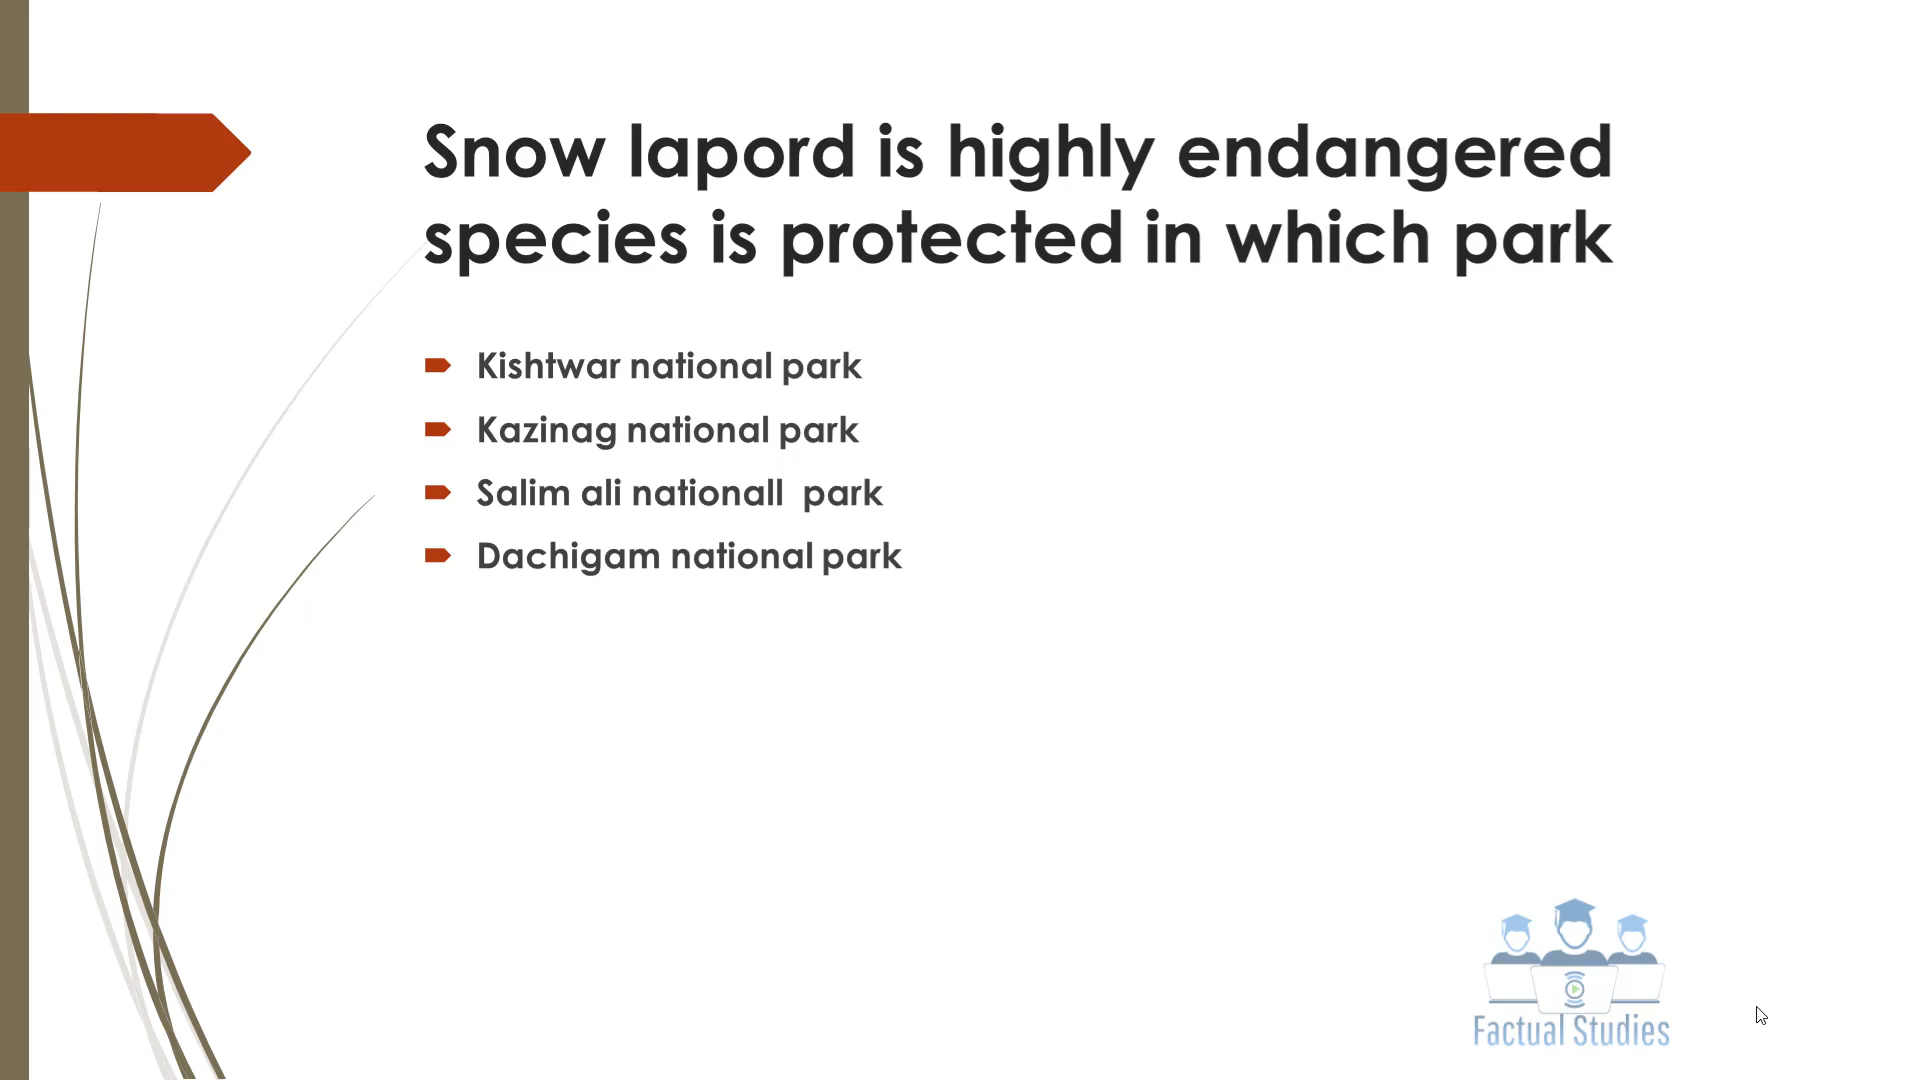 Snow lapord is highly endangered
species is protected in which park
Kishtwar national park
Kazinag national park
Salim ali nationall  park
Dachigam national park
Factual Studies